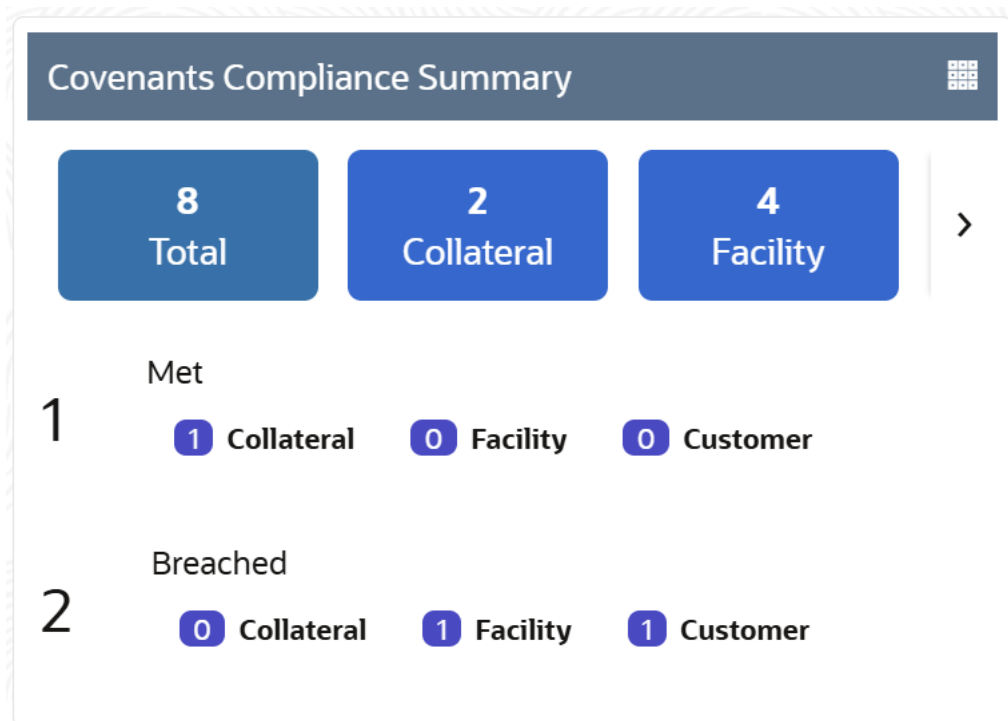 Covenants Compliance Summary
8
Total
2
Collateral
4
Facility
1
Met
1 Collateral 0 Facility 0 Customer
2
Breached
0 Collateral 1 Facility 1 Customer